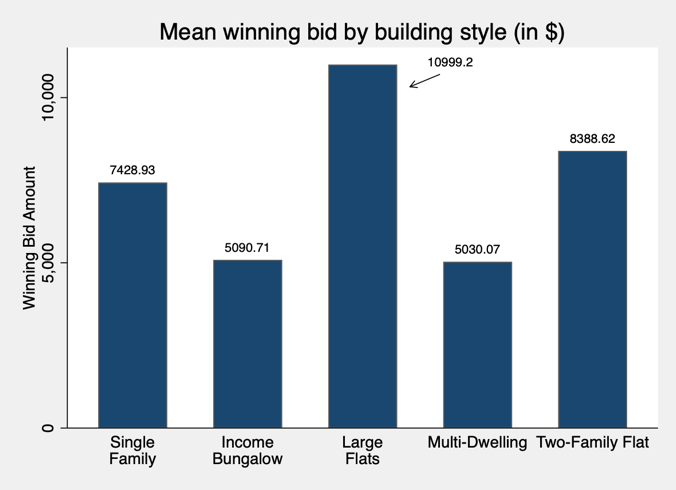 Mean winning bid by building style (in $)
Winning Bid Amount
10,000
5,000
0
7428.93
5090.71
10999.2
5030.07
8388.62
Single
Family
Income
Bungalow
Large
Flats
Multi-Dwelling
Two-Family Flat